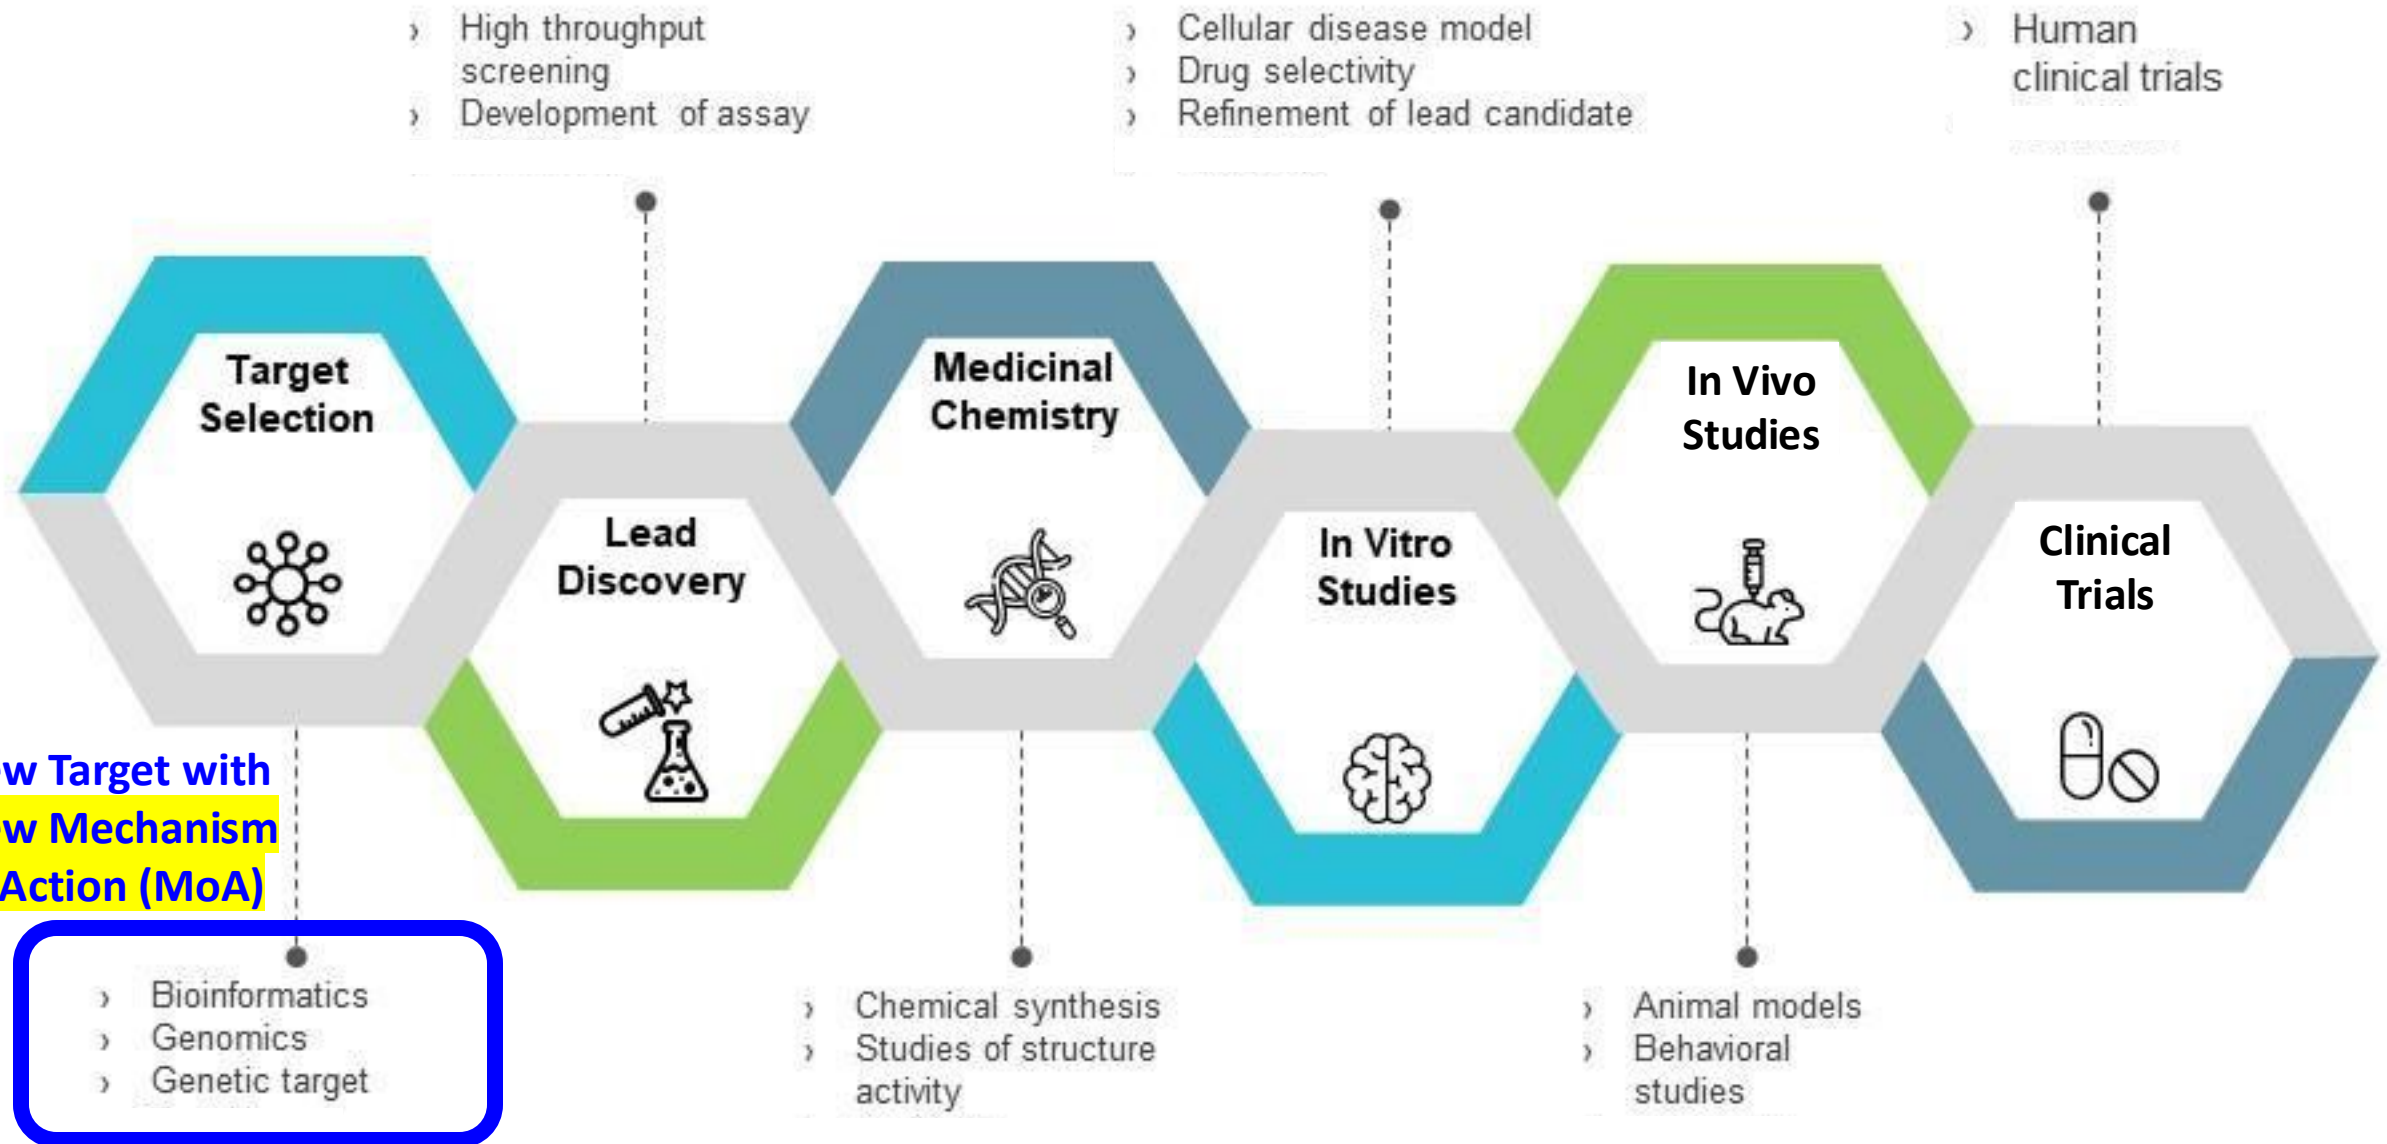 › High throughput
screening
› Development of assay
› Cellular disease model
› Drug selectivity
› Refinement of lead candidate
› Human
clinical trials
Target
Selection
Lead
Discovery
Medicinal
Chemistry
In Vitro
Studies
In Vivo
Studies
Clinical
Trials
w Target with
w Mechanism
Action (MoA)
› Bioinformatics
› Genomics
› Genetic target
› Chemical synthesis
› Studies of structure
activity
› Animal models
› Behavioral
studies